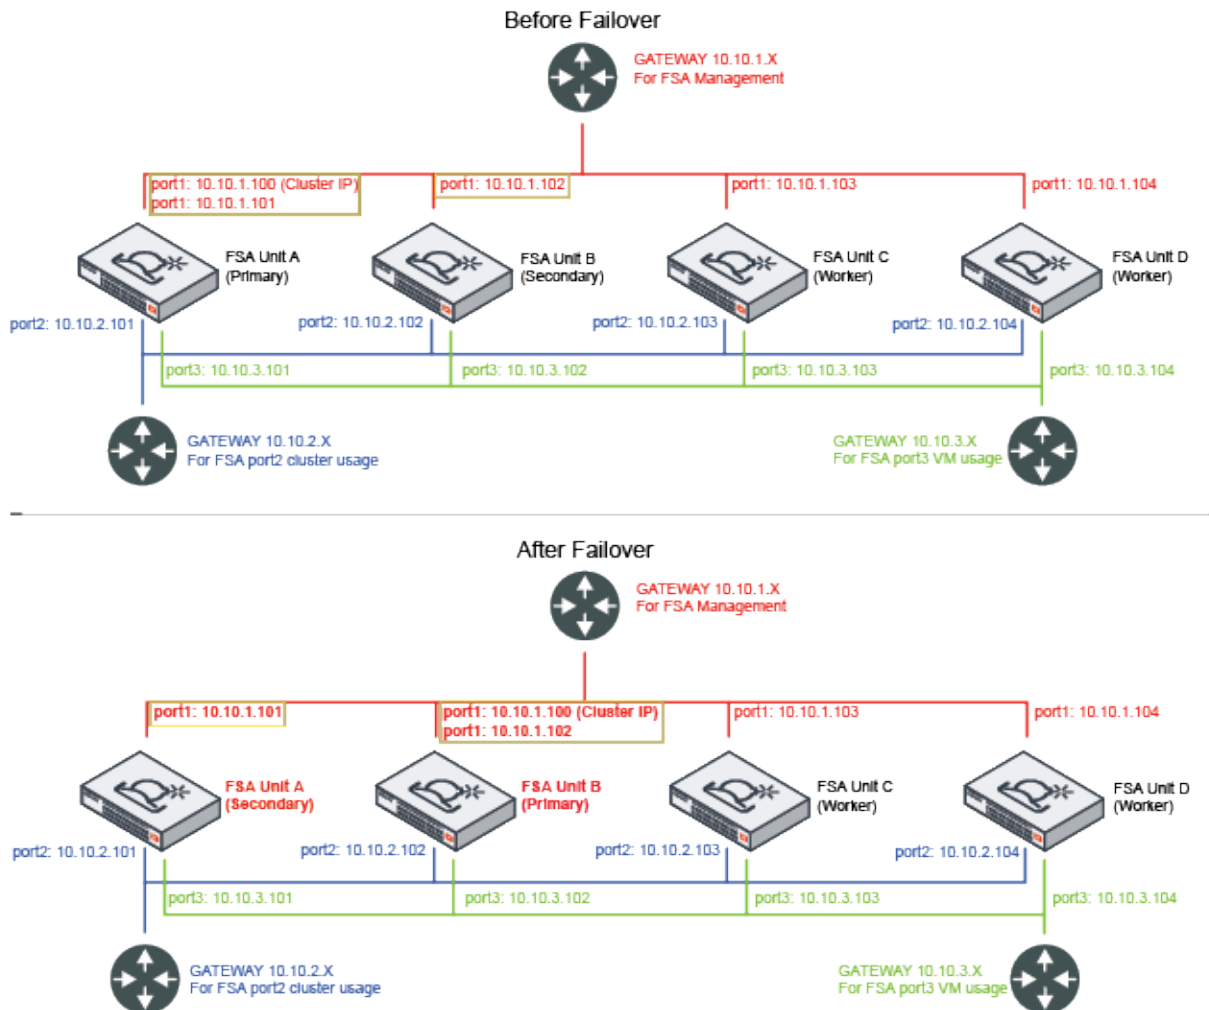 Before Failover
GATEWAY 10.10.1.X
For FSA Management
port1: 10.10.1.100 (Cluster IP)
port1: 10.10.1.101
port1: 10.10.1.102
port1: 10.10.1.103
port1: 10.10.1.104
FSA Unit A
(Primary)
FSA Unit B
(Secondary)
FSA Unit C
(Worker)
FSA Unit D
(Worker)
port2: 10.10.2.101
port2: 10.10.2.102
port2: 10.10.2.103
port2: 10.10.2.104
port3: 10.10.3.101
port3: 10.10.3.102
port3: 10.10.3.103
port3: 10.10.3.104
GATEWAY 10.10.2.X
For FSA port2 cluster usage
GATEWAY 10.10.3.X
For FSA port3 VM usage
After Failover
GATEWAY 10.10.1.X
For FSA Management
port1: 10.10.1.101
port1: 10.10.1.100 (Cluster IP)
port1: 10.10.1.102
port1: 10.10.1.103
port1: 10.10.1.104
FSA Unit A
(Secondary)
FSA Unit B
(Primary)
FSA Unit C
(Worker)
FSA Unit D
(Worker)
port2: 10.10.2.101
port2: 10.10.2.102
port2: 10.10.2.103
port2: 10.10.2.104
port3: 10.10.3.101
port3: 10.10.3.102
port3: 10.10.3.103
port3: 10.10.3.104
GATEWAY 10.10.2.X
For FSA port2 cluster usage
GATEWAY 10.10.3.X
For FSA port3 VM usage